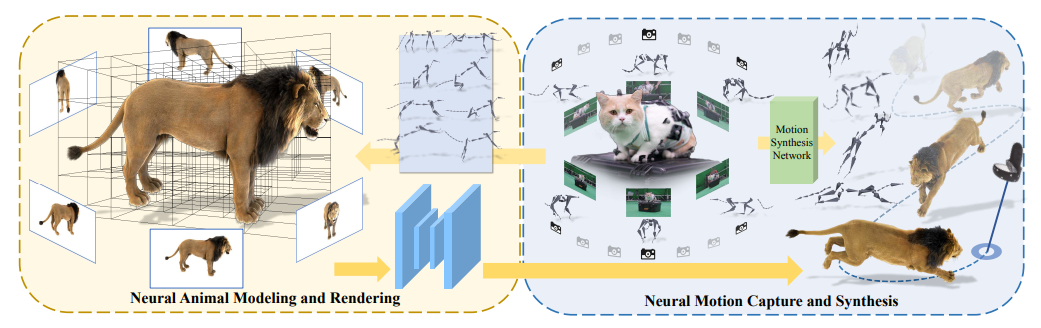 Motion
Synthesis
Network
Neural Animal Modeling and Rendering
Neural Motion Capture and Synthesis